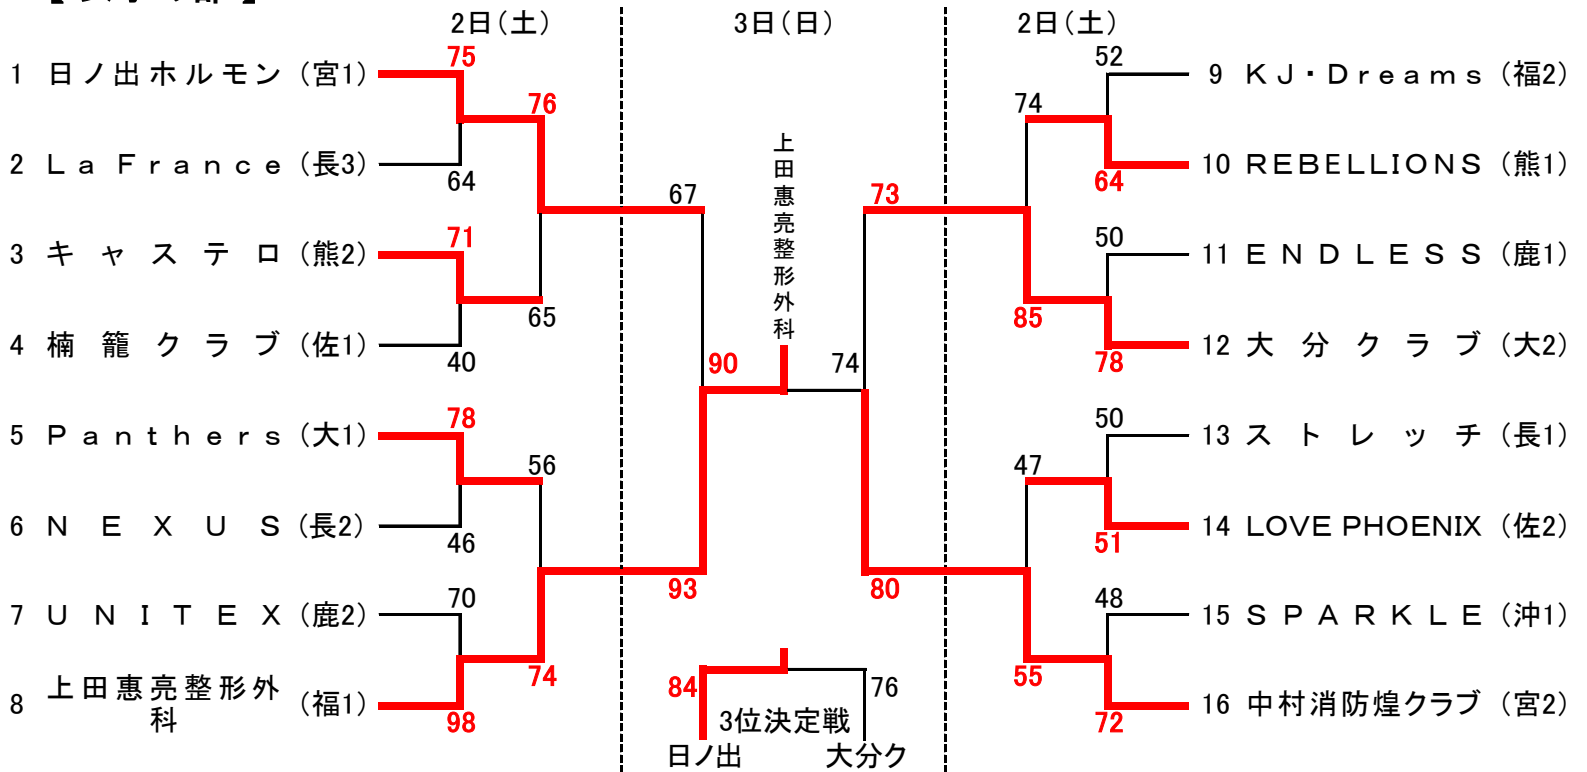 2日(土)
3日(日)
2日(土)
1 日ノ出ホルモン (宮1)
75
76
2 La France (長3)
64
67
3 キャステロ (熊2)
71
65
4 楠籠クラブ (佐1)
40
90
5 Panthers (大1)
78
56
6 NEXUS (長2)
46
93
7 UNITEX (鹿2)
70
74
8 上田惠亮整形外科 (福1)
98
上田惠亮整形外科
84
76
3位決定戦
日ノ出
大分ク
52
9 KJ・Dreams (福2)
74
10 REBELLIONS (熊1)
64
73
50
11 ENDLESS (鹿1)
85
12 大分クラブ (大2)
78
74
50
13 ストレッチ (長1)
47
14 LOVE PHOENIX (佐2)
51
80
48
15 SPARKLE (沖1)
55
16 中村消防煌クラブ (宮2)
72